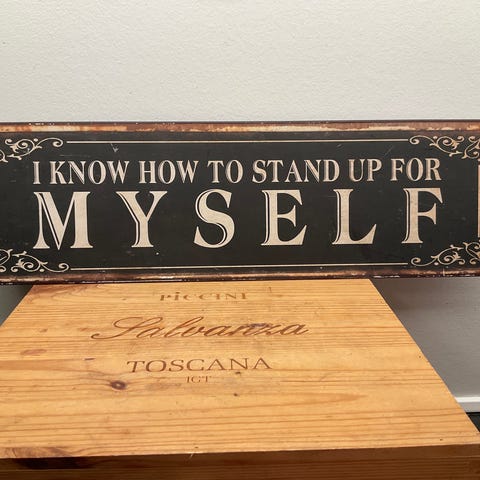 I KNOW HOW TO STAND UP FOR
MYSELF
PICCINI
Salvanza
TOSCANA
IGT